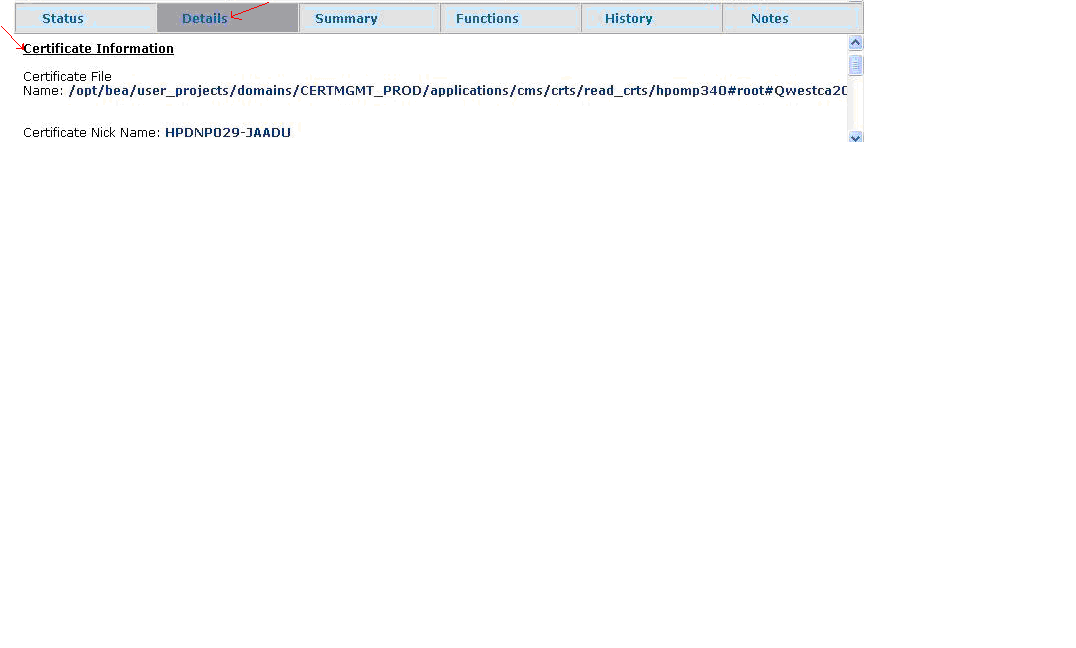 Status Details Summary Functions History Notes
Certificate Information
Certificate File
Name: /opt/bea/user_projects/domains/CERTMGMT_PROD/applications/cms/crts/read_crts/hpomp340#root#Qwestca20
Certificate Nick Name: HPDNP029-JAADU